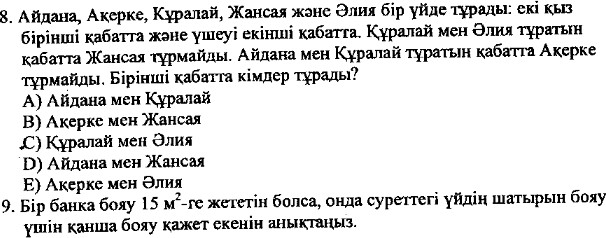 8. Айдана, Ақерке, Құралай, Жансая және Әлия бір үйде тұрады: екі қыз
бірінші қабатта және үшеуі екінші қабатта. Құралай мен Әлия тұратын
қабатта Жансая тұрмайды. Айдана мен Құралай тұратын қабатта Ақерке
тұрмайды. Бірінші қабатта кімдер тұрады?
A) Айдана мен Құралай
B) Ақерке мен Жансая
C) Құралай мен Әлия
D) Айдана мен Жансая
E) Ақерке мен Әлия
9. Бір банка бояу 15 м²-ге жететін болса, онда суреттегі үйдің шатырын бояу
үшін қанша бояу қажет екенін анықтаңыз.